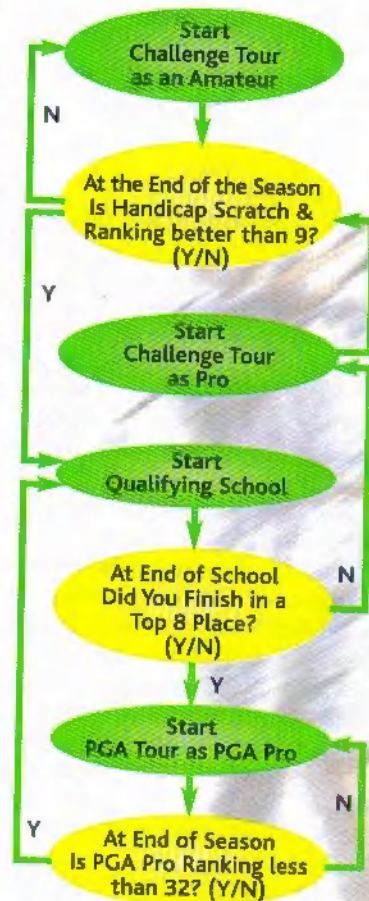 Start
Challenge Tour
as an Amateur
N
At the End of the Season
Is Handicap Scratch &
Ranking better than 9?
(Y/N)
Y
Start
Challenge Tour
as Pro
Start
Qualifying School
At End of School
Did You Finish in a
Top 8 Place?
(Y/N)
N
Y
Start
PGA Tour as PGA Pro
N
Y
At End of Season
Is PGA Pro Ranking less
than 32? (Y/N)